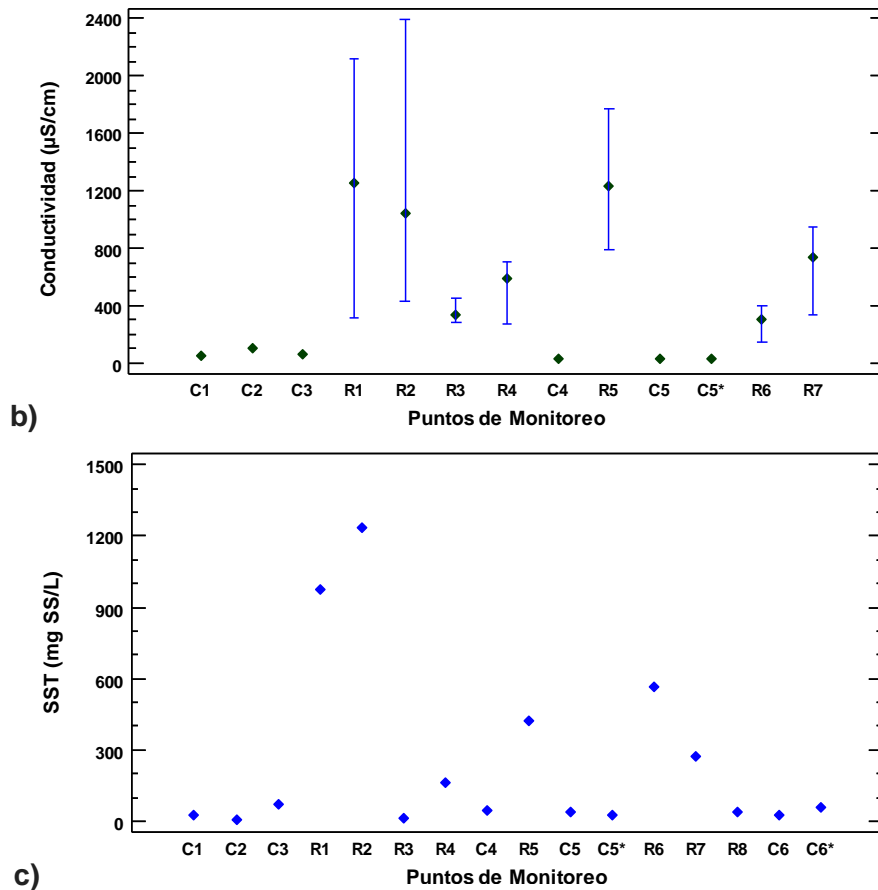 2400
2000
1600
1200
800
400
0
Conductividad (µS/cm)
C1 C2 C3 R1 R2 R3 R4 C4 R5 C5 C5* R6 R7
Puntos de Monitoreo
b)
1500
1200
900
600
300
0
SST (mg SS/L)
C1 C2 C3 R1 R2 R3 R4 C4 R5 C5 C5* R6 R7 R8 C6 C6*
Puntos de Monitoreo
c)